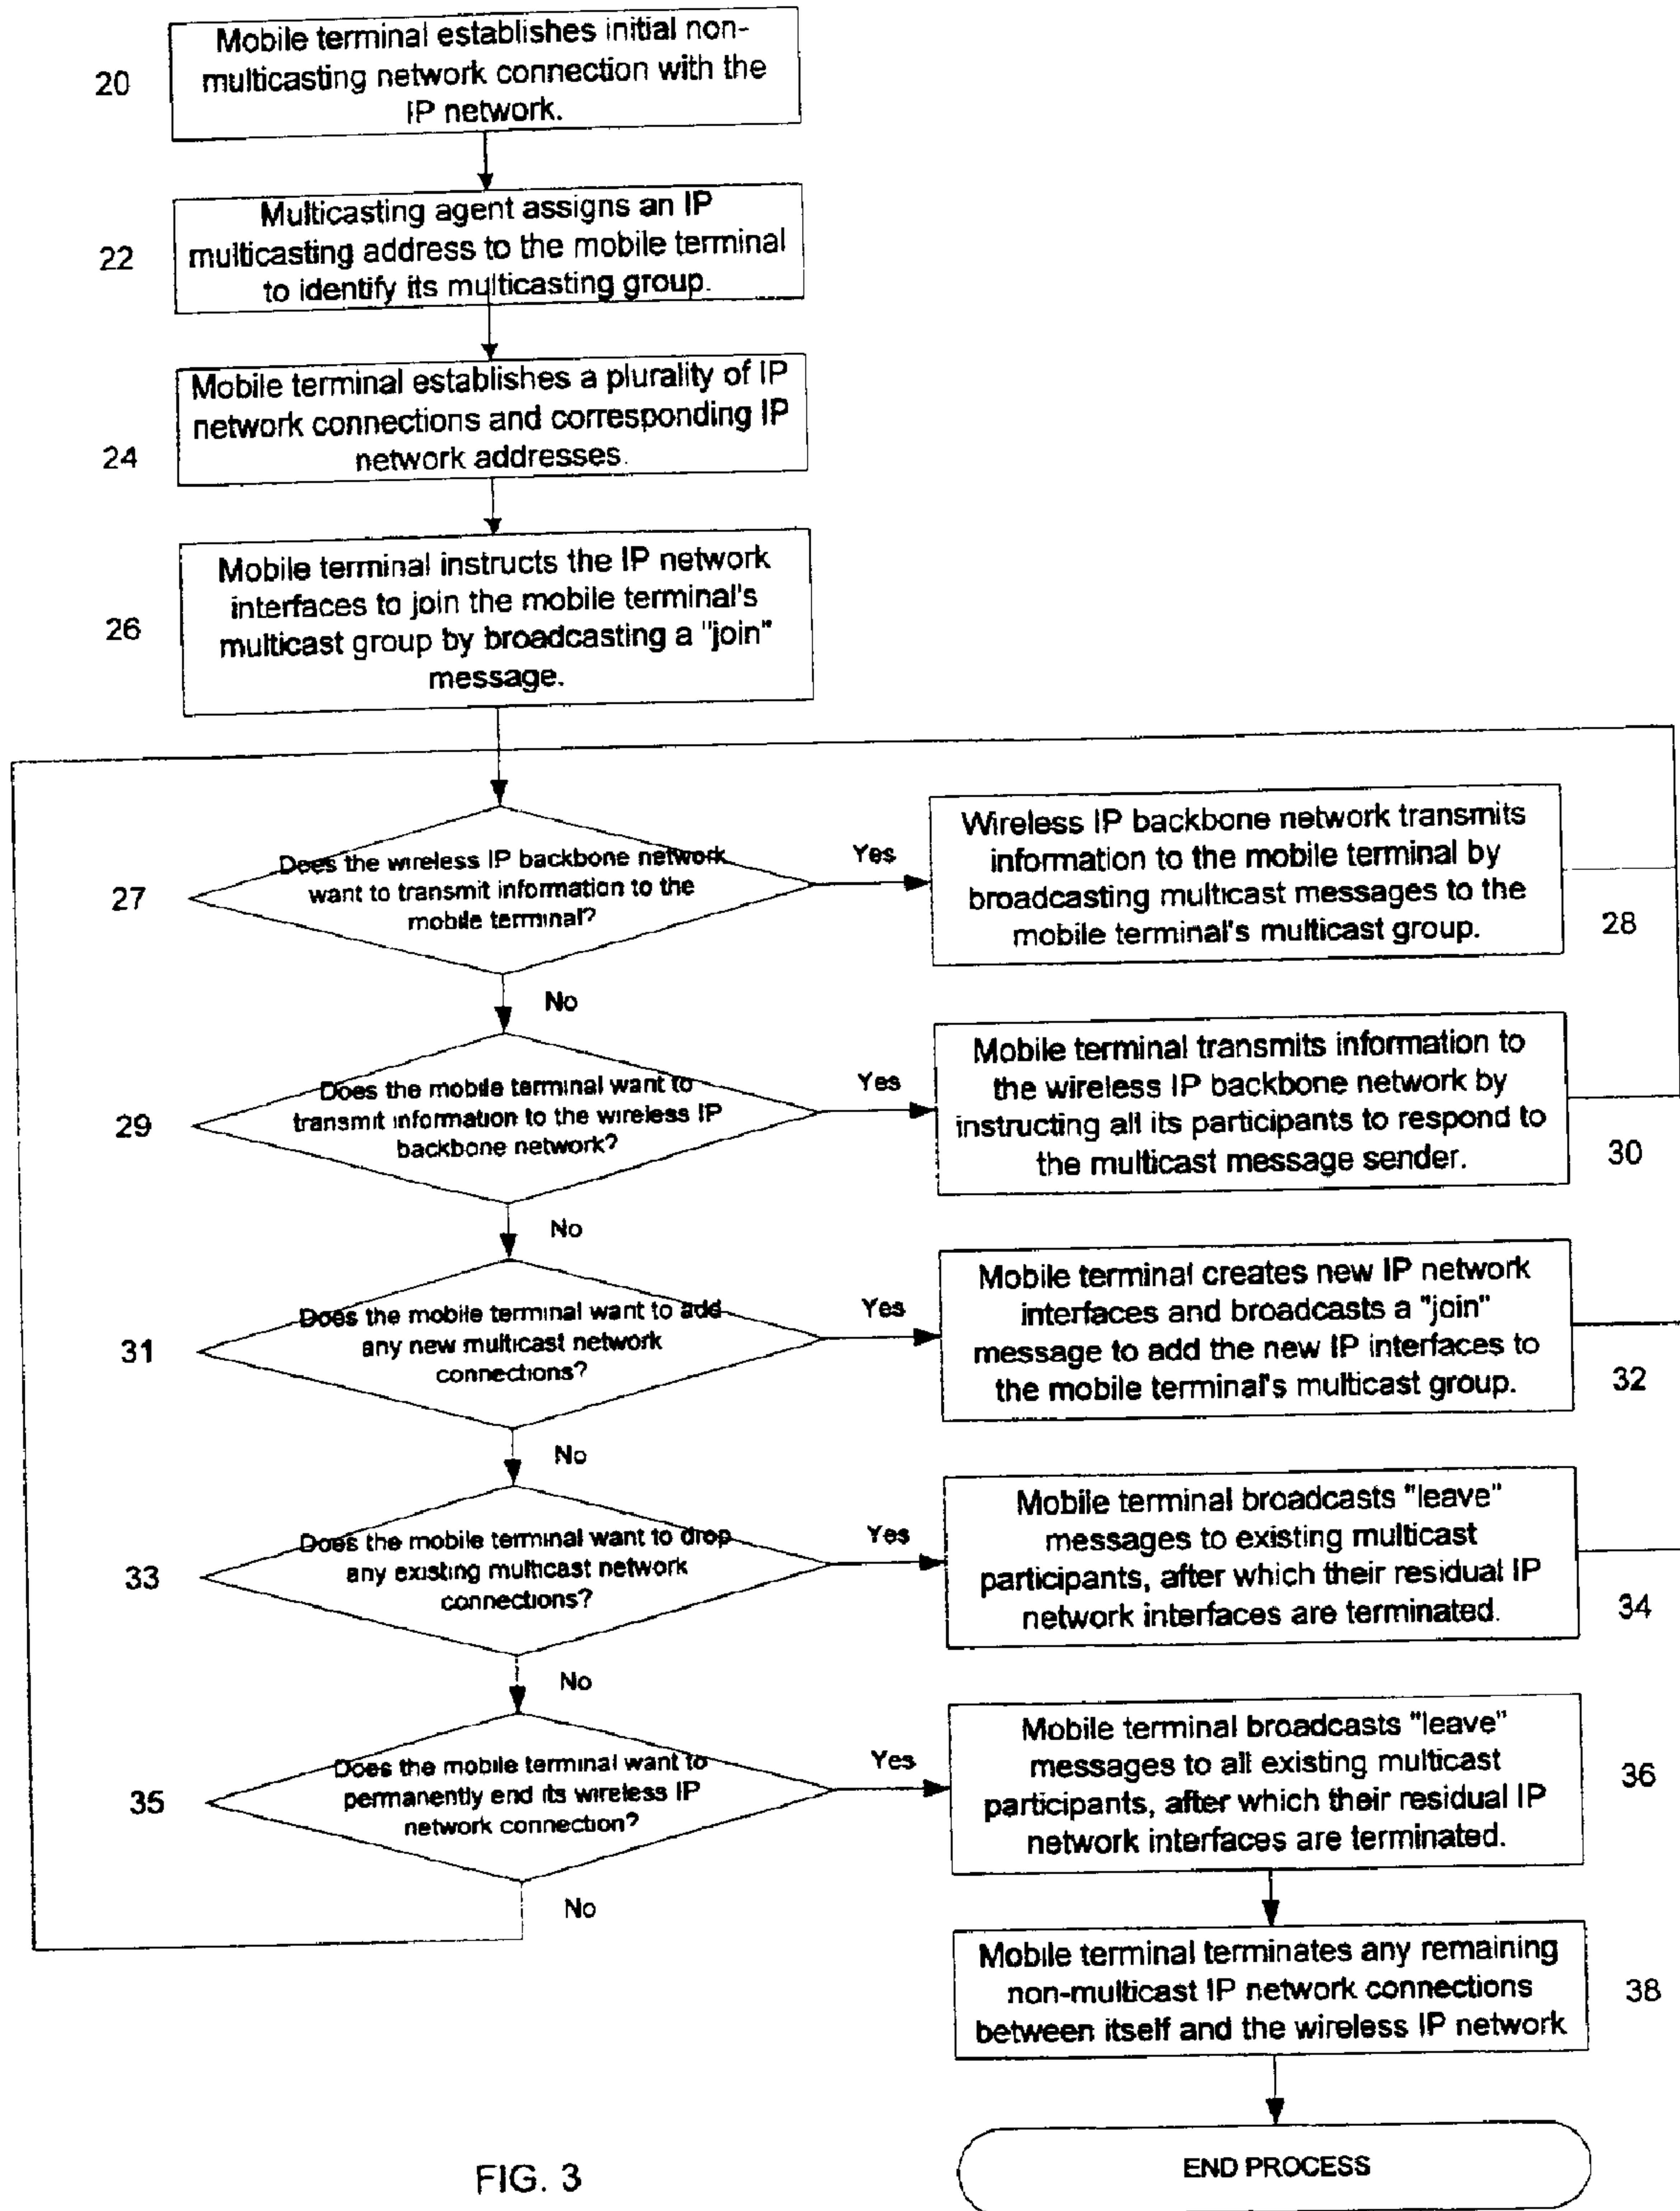 20
Mobile terminal establishes initial non-
multicasting network connection with the
IP network.
22
Multicasting agent assigns an IP
multicasting address to the mobile terminal
to identify its multicasting group.
24
Mobile terminal establishes a plurality of IP
network connections and corresponding IP
network addresses.
26
Mobile terminal instructs the IP network
interfaces to join the mobile terminal's
multicast group by broadcasting a "join"
message.
27
Does the wireless IP backbone network
want to transmit information to the
mobile terminal?
Yes
Wireless IP backbone network transmits
information to the mobile terminal by
broadcasting multicast messages to the
mobile terminal's multicast group.
28
No
29
Does the mobile terminal want to
transmit information to the wireless IP
backbone network?
Yes
Mobile terminal transmits information to
the wireless IP backbone network by
instructing all its participants to respond to
the multicast message sender.
30
No
31
Does the mobile terminal want to add
any new multicast network
connections?
Yes
Mobile terminal creates new IP network
interfaces and broadcasts a "join"
message to add the new IP interfaces to
the mobile terminal's multicast group.
32
No
33
Does the mobile terminal want to drop
any existing multicast network
connections?
Yes
Mobile terminal broadcasts "leave"
messages to existing multicast
participants, after which their residual IP
network interfaces are terminated.
34
No
35
Does the mobile terminal want to
permanently end its wireless IP
network connection?
Yes
Mobile terminal broadcasts "leave"
messages to all existing multicast
participants, after which their residual IP
network interfaces are terminated.
36
No
Mobile terminal terminates any remaining
non-multicast IP network connections
between itself and the wireless IP network
38
END PROCESS
FIG. 3